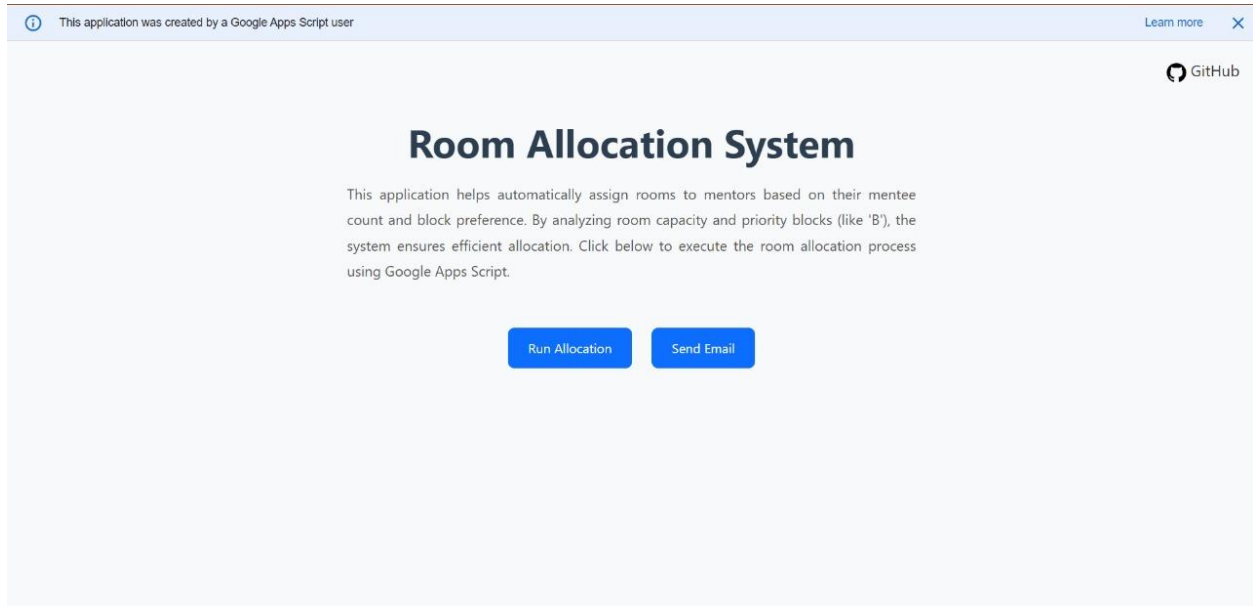 This application was created by a Google Apps Script user
Learn more
GitHub
Room Allocation System
This application helps automatically assign rooms to mentors based on their mentee
count and block preference. By analyzing room capacity and priority blocks (like 'B'), the
system ensures efficient allocation. Click below to execute the room allocation process
using Google Apps Script.
Run Allocation
Send Email